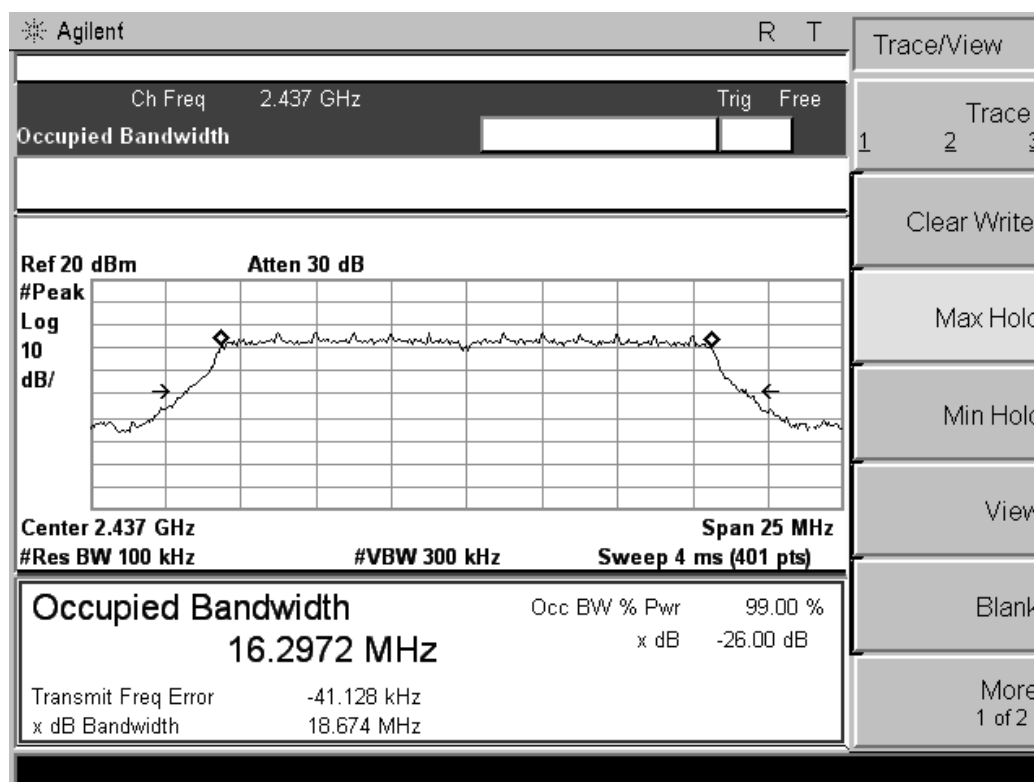 Agilent R T
Trace/View
Ch Freq 2.437 GHz Trig Free
Occupied Bandwidth
Trace
1 2 3
Clear Write
Max Hold
Min Hold
View
Blank
More
1 of 2
Ref 20 dBm Atten 30 dB
#Peak
Log
10
dB/
Center 2.437 GHz Span 25 MHz
#Res BW 100 kHz #VBW 300 kHz Sweep 4 ms (401 pts)
Occupied Bandwidth
16.2972 MHz
Occ BW % Pwr 99.00 %
x dB -26.00 dB
Transmit Freq Error -41.128 kHz
x dB Bandwidth 18.674 MHz